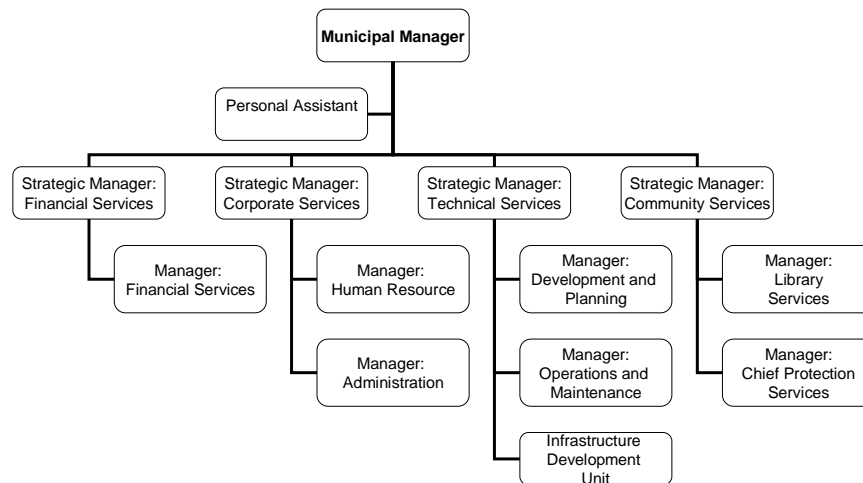 Municipal Manager
Personal Assistant
Strategic Manager:
Financial Services
Strategic Manager:
Corporate Services
Strategic Manager:
Technical Services
Strategic Manager:
Community Services
Manager:
Financial Services
Manager:
Human Resource
Manager:
Development and
Planning
Manager:
Library
Services
Manager:
Administration
Manager:
Operations and
Maintenance
Manager:
Chief Protection
Services
Infrastructure
Development
Unit